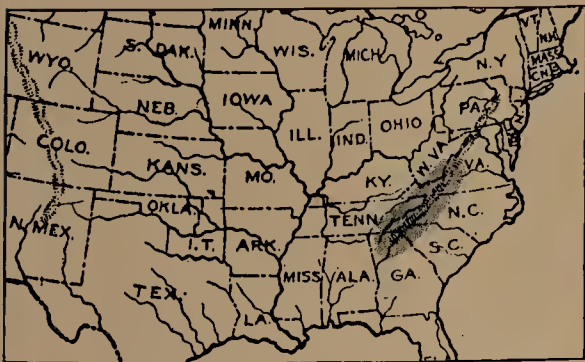 MINN.
WIS.
MICH.
VT.
N.H.
MASS
N.Y
WYO.
S. DAK.
NEB.
IOWA
ILL.
IND.
OHIO
PA.
W.VA.
VA.
COLO.
KANS.
MO.
KY.
N. MEX.
OKLA.
I.T.
ARK.
TENN.
N.C.
S.C.
MISS.
ALA.
GA.
TEX.
LA.